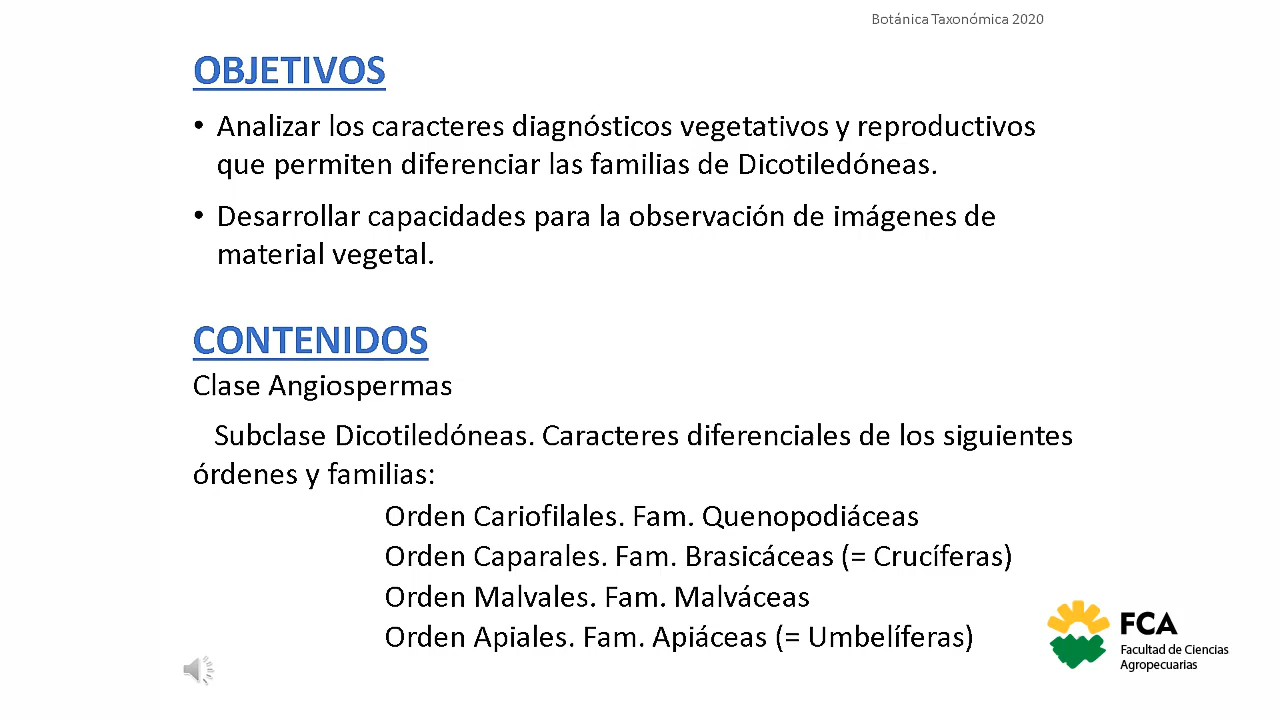 Botánica Taxonómica 2020
OBJETIVOS
• Analizar los caracteres diagnósticos vegetativos y reproductivos
que permiten diferenciar las familias de Dicotiledóneas.
• Desarrollar capacidades para la observación de imágenes de
material vegetal.
CONTENIDOS
Clase Angiospermas
Subclase Dicotiledóneas. Caracteres diferenciales de los siguientes
órdenes y familias:
Orden Cariofilales. Fam. Quenopodiáceas
Orden Caparales. Fam. Brasicáceas (= Crucíferas)
Orden Malvales. Fam. Malváceas
Orden Apiales. Fam. Apiáceas (= Umbelíferas)
FCA
Facultad de Ciencias
Agropecuarias